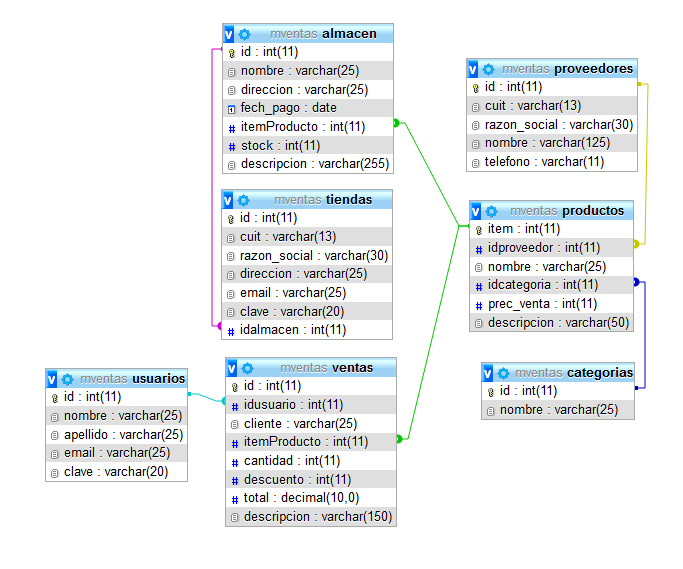 v mventas almacen
id : int(11)
nombre : varchar(25)
direccion : varchar(25)
fech_pago : date
# itemProducto : int(11)
# stock : int(11)
descripcion : varchar(255)
v mventas proveedores
id : int(11)
cuit : varchar(13)
razon_social : varchar(30)
nombre : varchar(125)
telefono : varchar(11)
v mventas tiendas
id : int(11)
cuit : varchar(13)
razon_social : varchar(30)
direccion : varchar(25)
email : varchar(25)
clave : varchar(20)
# idalmacen : int(11)
v mventas productos
item : int(11)
# idproveedor : int(11)
nombre : varchar(25)
# idcategoria : int(11)
# prec_venta : int(11)
descripcion : varchar(50)
v mventas usuarios
id : int(11)
nombre : varchar(25)
apellido : varchar(25)
email : varchar(25)
clave : varchar(20)
v mventas ventas
id : int(11)
# idusuario : int(11)
cliente : varchar(25)
# itemProducto : int(11)
# cantidad : int(11)
# descuento : int(11)
# total : decimal(10,0)
descripcion : varchar(150)
v mventas categorias
id : int(11)
nombre : varchar(25)